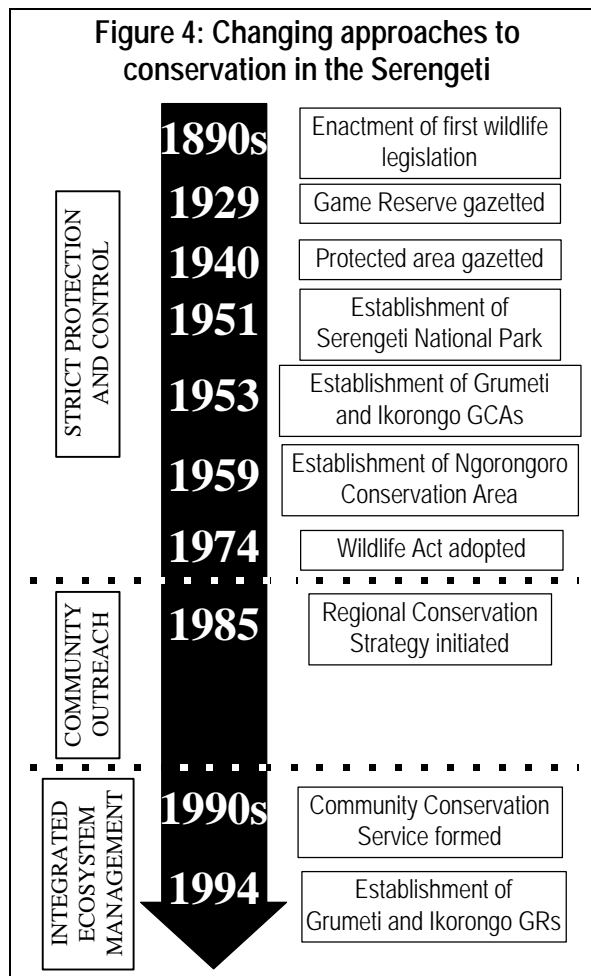 Figure 4: Changing approaches to
conservation in the Serengeti
1890s
Enactment of first wildlife
legislation
STRICT PROTECTION
AND CONTROL
1929
Game Reserve gazetted
1940
Protected area gazetted
1951
Establishment of
Serengeti National Park
1953
Establishment of Grumeti
and Ikorongo GCAs
1959
Establishment of Ngorongoro
Conservation Area
1974
Wildlife Act adopted
COMMUNITY
OUTREACH
1985
Regional Conservation
Strategy initiated
INTEGRATED
ECOSYSTEM
MANAGEMENT
1990s
Community Conservation
Service formed
1994
Establishment of
Grumeti and Ikorongo GRs